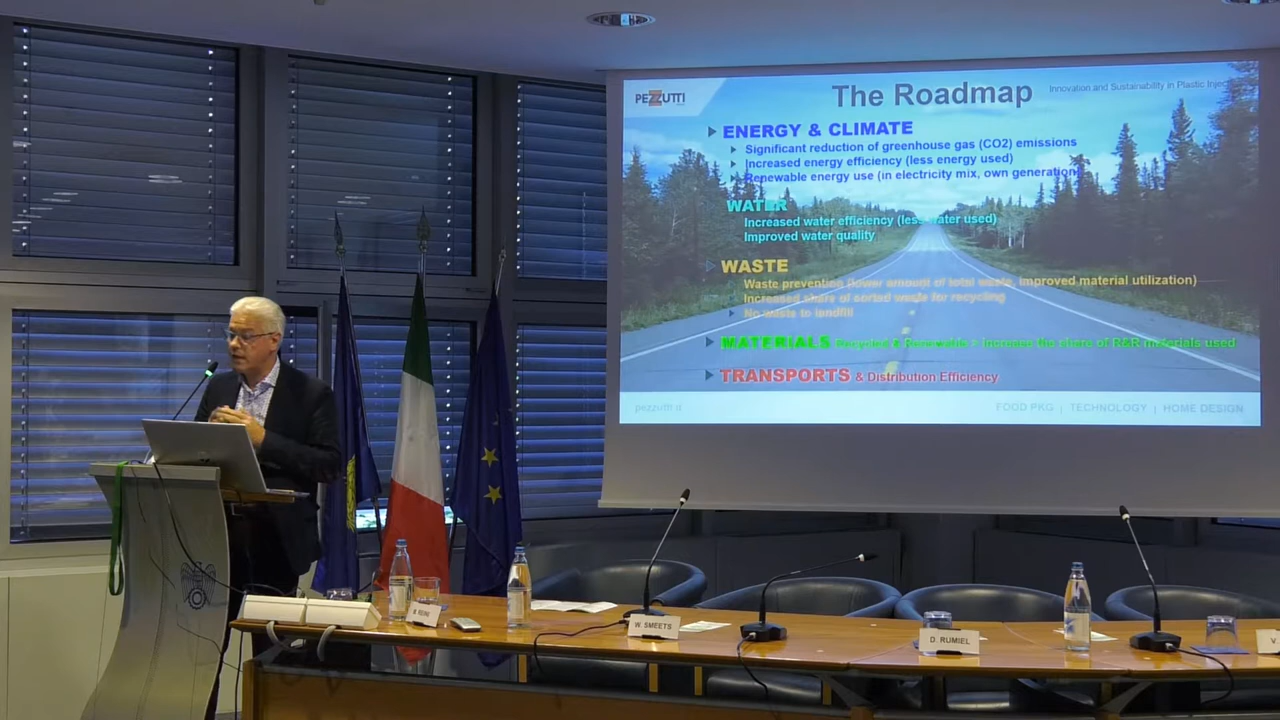 PEZZUTTI
The Roadmap
Innovation and Sustainability in Plastic Injec
ENERGY & CLIMATE
Significant reduction of greenhouse gas (CO2) emissions
Increased energy efficiency (less energy used)
Renewable energy use (in electricity mix, own generation)
WATER
Increased water efficiency (less water used)
Improved water quality
WASTE
Waste prevention (lower amount of total waste, improved material utilization)
Increased share of sorted waste for recycling
No waste to landfill
MATERIALS Recycled & Renewable > Increase the share of R&R materials used
TRANSPORTS & Distribution Efficiency
pezzutti.it
FOOD PKG | TECHNOLOGY | HOME DESIGN
W. SMEETS
D. RUMIEL
V.